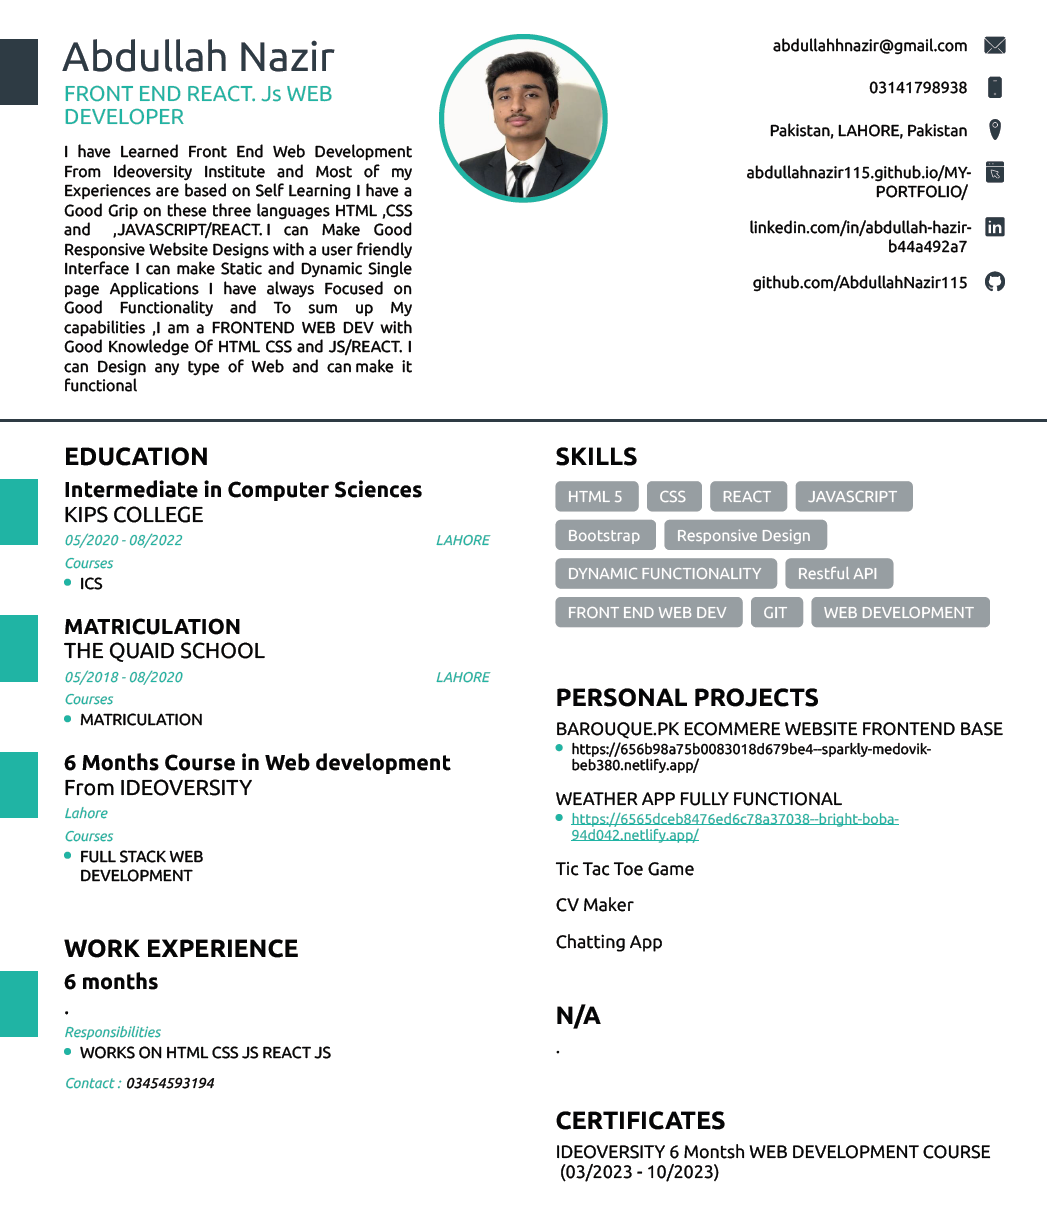 Abdullah Nazir
FRONT END REACT. Js WEB
DEVELOPER
I have Learned Front End Web Development
From Ideoversity Institute and Most of my
Experiences are based on Self Learning I have a
Good Grip on these three languages HTML ,CSS
and ,JAVASCRIPT/REACT. I can Make Good
Responsive Website Designs with a user friendly
Interface I can make Static and Dynamic Single
page Applications I have always Focused on
Good Functionality and To sum up My
capabilities ,I am a FRONTEND WEB DEV with
Good Knowledge Of HTML CSS and JS/REACT. I
can Design any type of Web and can make it
functional
abdullahhnazir@gmail.com
03141798938
Pakistan, LAHORE, Pakistan
abdullahnazir115.github.io/MY-
PORTFOLIO/
linkedin.com/in/abdullah-hazir-
b44a492a7
github.com/AbdullahNazir115
EDUCATION
Intermediate in Computer Sciences
KIPS COLLEGE
05/2020 - 08/2022 LAHORE
Courses
ICS
MATRICULATION
THE QUAID SCHOOL
05/2018 - 08/2020 LAHORE
Courses
MATRICULATION
6 Months Course in Web development
From IDEOVERSITY
Lahore
Courses
FULL STACK WEB
DEVELOPMENT
WORK EXPERIENCE
6 months
.
Responsibilities
WORKS ON HTML CSS JS REACT JS
Contact : 03454593194
SKILLS
HTML 5 CSS REACT JAVASCRIPT
Bootstrap Responsive Design
DYNAMIC FUNCTIONALITY Restful API
FRONT END WEB DEV GIT WEB DEVELOPMENT
PERSONAL PROJECTS
BAROUQUE.PK ECOMMERE WEBSITE FRONTEND BASE
https://656b98a75b0083018d679be4--sparkly-medovik-
beb380.netlify.app/
WEATHER APP FULLY FUNCTIONAL
https://6565dceb8476ed6c78a37038--bright-boba-
94d042.netlify.app/
Tic Tac Toe Game
CV Maker
Chatting App
N/A
.
CERTIFICATES
IDEOVERSITY 6 Montsh WEB DEVELOPMENT COURSE
(03/2023 - 10/2023)